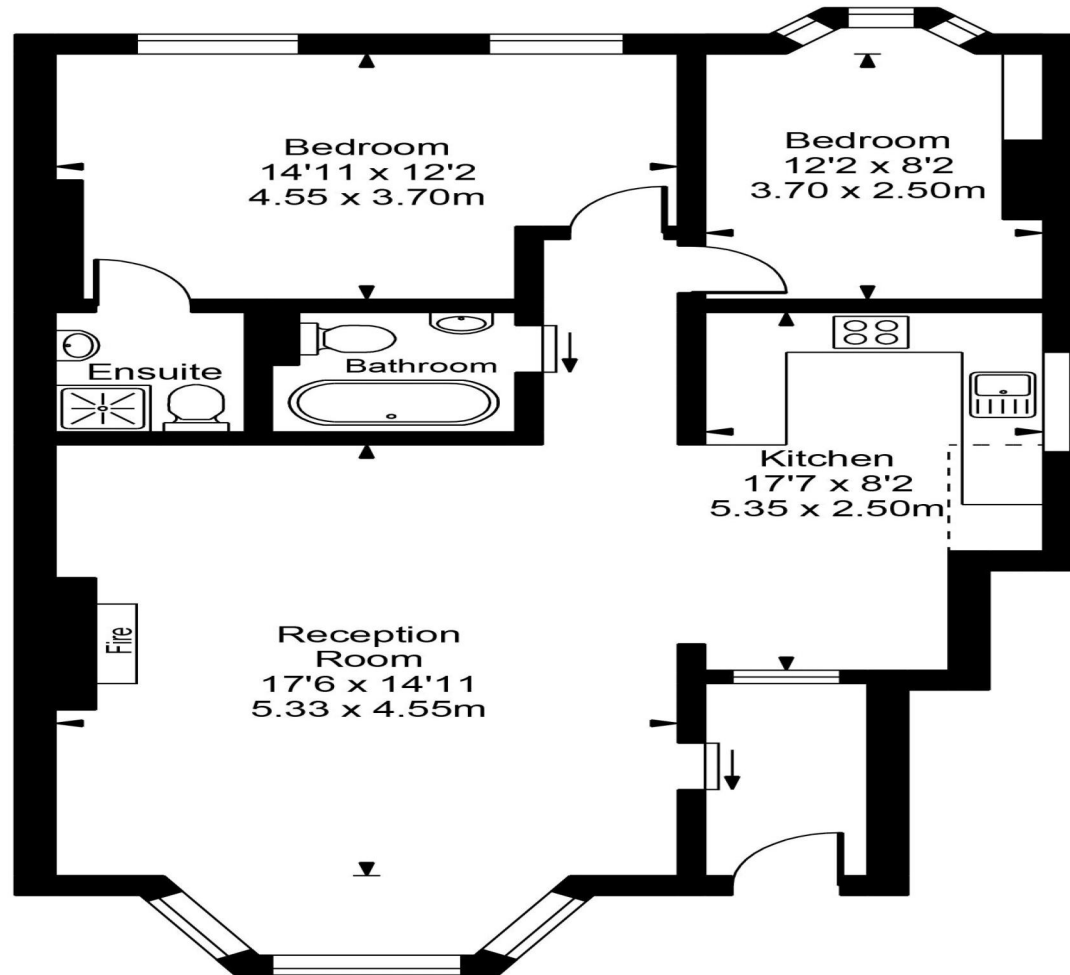 Bedroom
14'11 x 12'2
4.55 x 3.70m
Bedroom
12'2 x 8'2
3.70 x 2.50m
Ensuite
Bathroom
Kitchen
17'7 x 8'2
5.35 x 2.50m
Fire
Reception
Room
17'6 x 14'11
5.33 x 4.55m